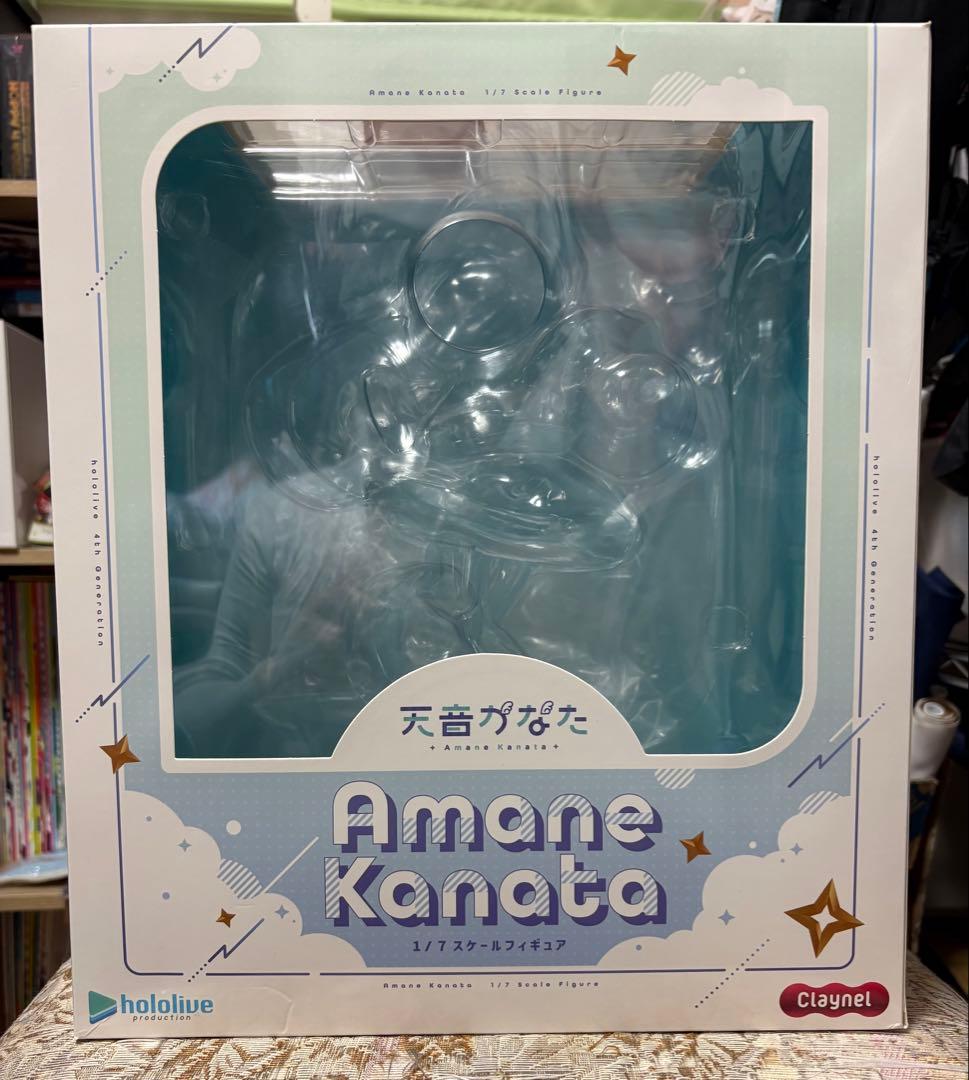 Amane Kanata 1/7 Scale Figure
hololive 4th Generation
hololive 4th Generation
天音かなた
+ Amane Kanata +
Amane
Kanata
1/7 スケールフィギュア
Amane Kanata 1/7 Scale Figure
hololive
production
Claynel